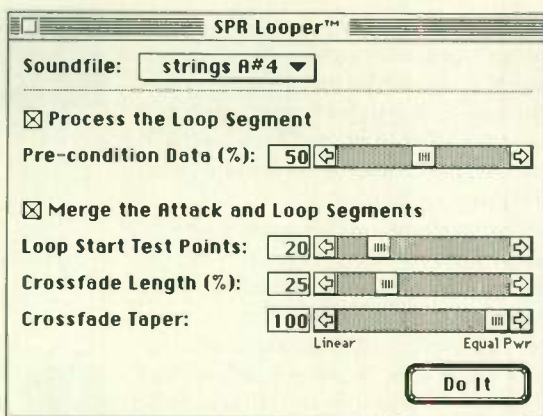 SPR Looper™
Soundfile: strings A#4
Process the Loop Segment
Pre-condition Data (%): 50
Merge the Attack and Loop Segments
Loop Start Test Points: 20
Crossfade Length (%): 25
Crossfade Taper: 100
Linear Equal Pwr
Do It